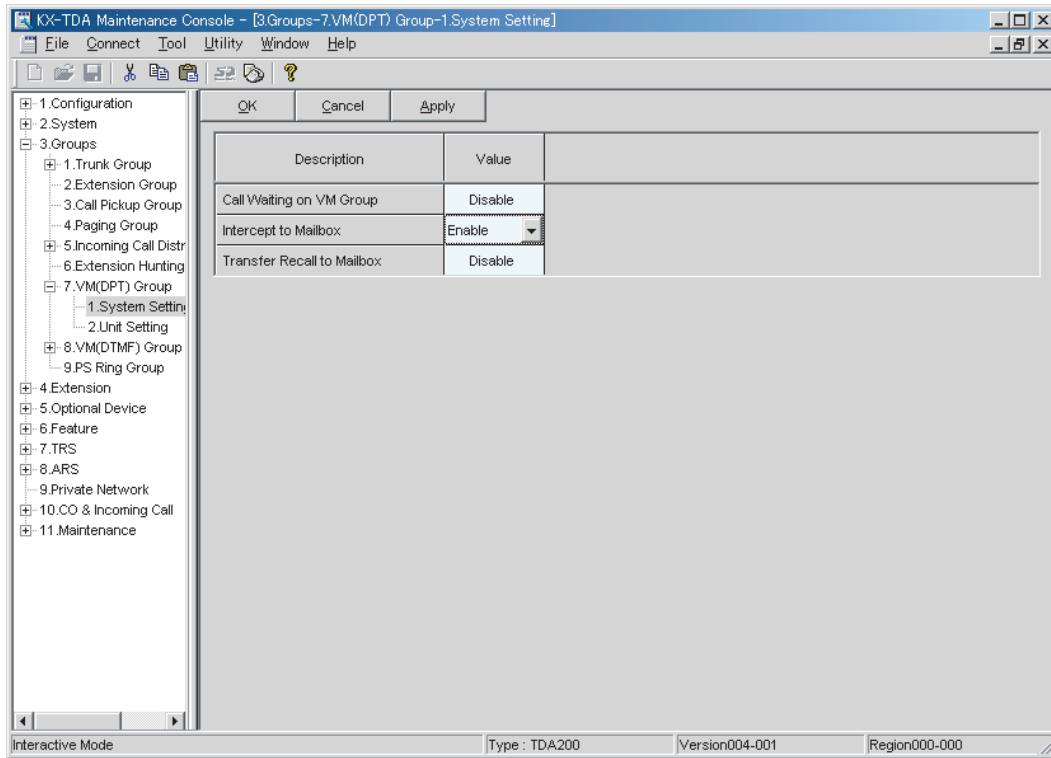 KX-TDA Maintenance Console - [3.Groups-7.VM(DPT) Group-1.System Setting]
File Connect Tool Utility Window Help
1.Configuration
2.System
3.Groups
1.Trunk Group
2.Extension Group
3.Call Pickup Group
4.Paging Group
5.Incoming Call Distr
6.Extension Hunting
7.VM(DPT) Group
1.System Setting
2.Unit Setting
8.VM(DTMF) Group
9.PS Ring Group
4.Extension
5.Optional Device
6.Feature
7.TRS
8.ARS
9.Private Network
10.CO & Incoming Call
11.Maintenance
OK Cancel Apply
Description Value
Call Waiting on VM Group Disable
Intercept to Mailbox Enable
Transfer Recall to Mailbox Disable
Interactive Mode Type : TDA200 Version004-001 Region000-000